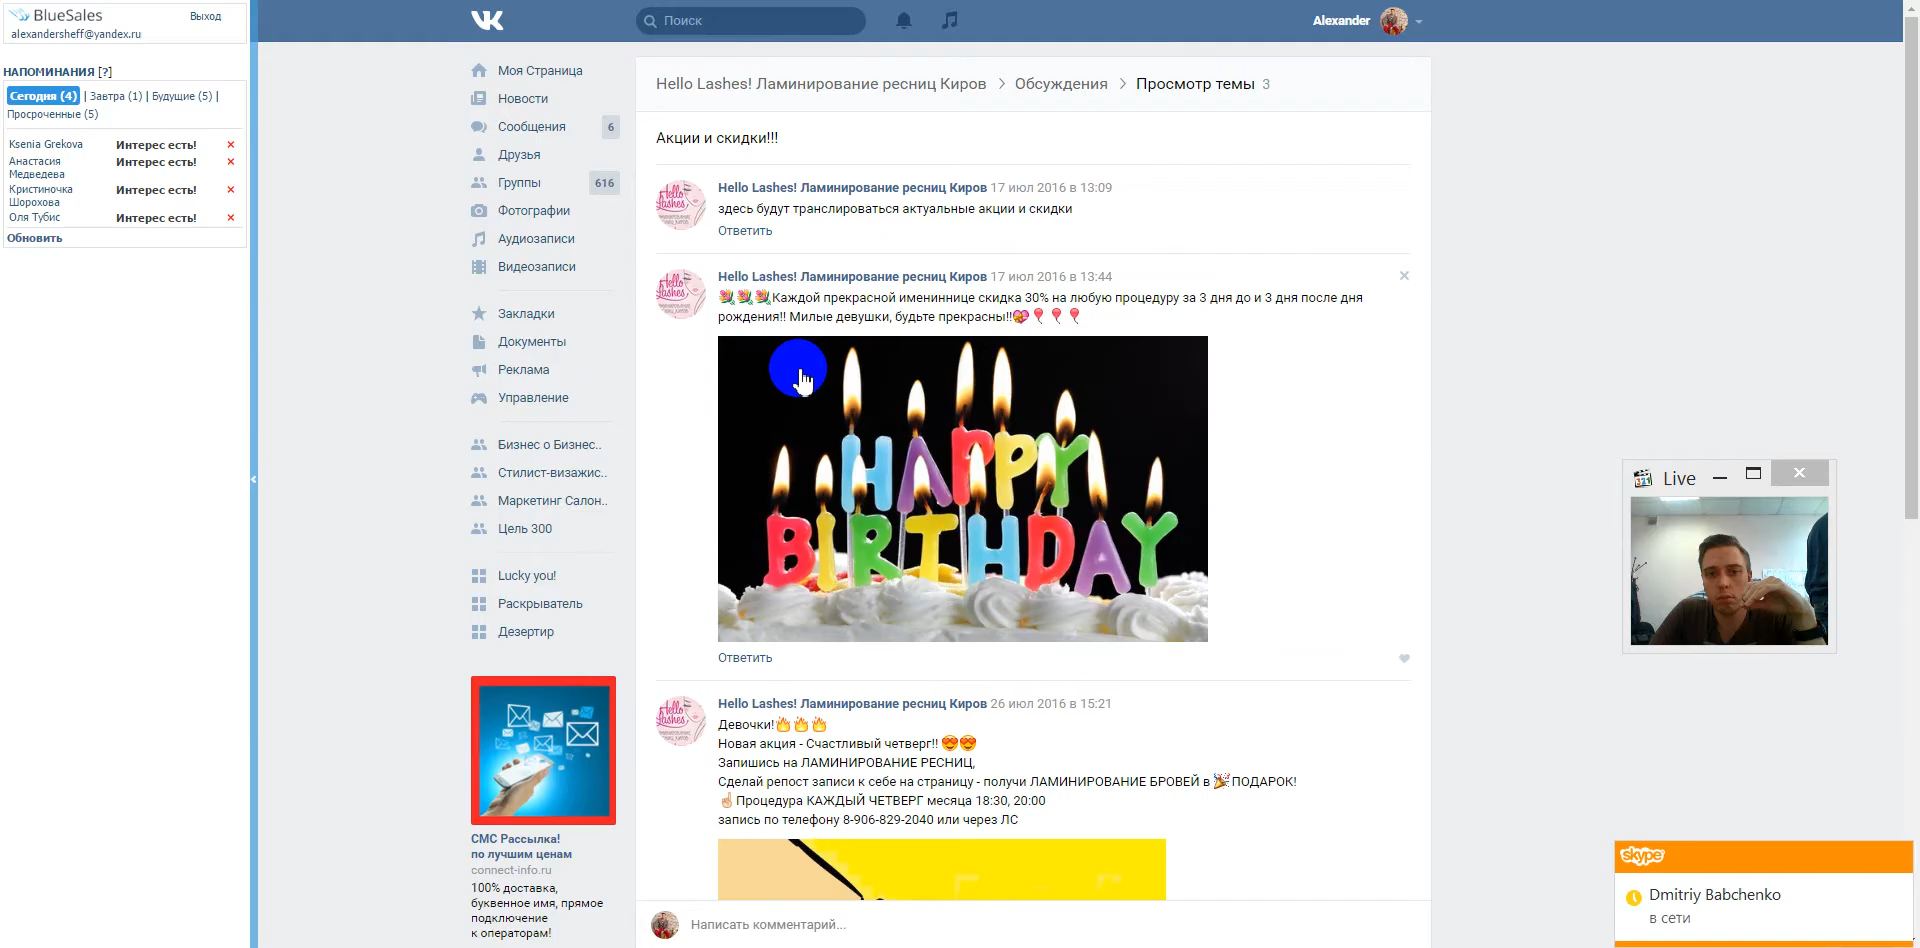 BlueSales
Выход
alexandersheff@yandex.ru
НАПОМИНАНИЯ [?]
Сегодня (4) | Завтра (1) | Будущие (5) |
Просроченные (5)
Ksenia Grekova Интерес есть!
Анастасия Медведева Интерес есть!
Кристиночка Шорохова Интерес есть!
Оля Тубис Интерес есть!
Обновить
Поиск
Alexander
Моя Страница
Новости
Сообщения 6
Друзья
Группы 616
Фотографии
Аудиозаписи
Видеозаписи
Закладки
Документы
Реклама
Управление
Бизнес о Бизнес..
Стилист-визажис..
Маркетинг Салон..
Цель 300
Lucky you!
Раскрыватель
Дезертир
СМС Рассылка!
по лучшим ценам
connect-info.ru
100% доставка,
буквенное имя, прямое
подключение
к операторам!
Hello Lashes! Ламинирование ресниц Киров > Обсуждения > Просмотр темы 3
Акции и скидки!!!
Hello Lashes! Ламинирование ресниц Киров 17 июл 2016 в 13:09
здесь будут транслироваться актуальные акции и скидки
Ответить
Hello Lashes! Ламинирование ресниц Киров 17 июл 2016 в 13:44
Каждой прекрасной имениннице скидка 30% на любую процедуру за 3 дня до и 3 дня после дня
рождения!! Милые девушки, будьте прекрасны!!
HAPPY
BIRTHDAY
Ответить
Hello Lashes! Ламинирование ресниц Киров 26 июл 2016 в 15:21
Девочки!
Новая акция - Счастливый четверг!!
Запишись на ЛАМИНИРОВАНИЕ РЕСНИЦ,
Сделай репост записи к себе на страницу - получи ЛАМИНИРОВАНИЕ БРОВЕЙ в ПОДАРОК!
Процедура КАЖДЫЙ ЧЕТВЕРГ месяца 18:30, 20:00
запись по телефону 8-906-829-2040 или через ЛС
Написать комментарий...
Live
skype
Dmitriy Babchenko
в сети